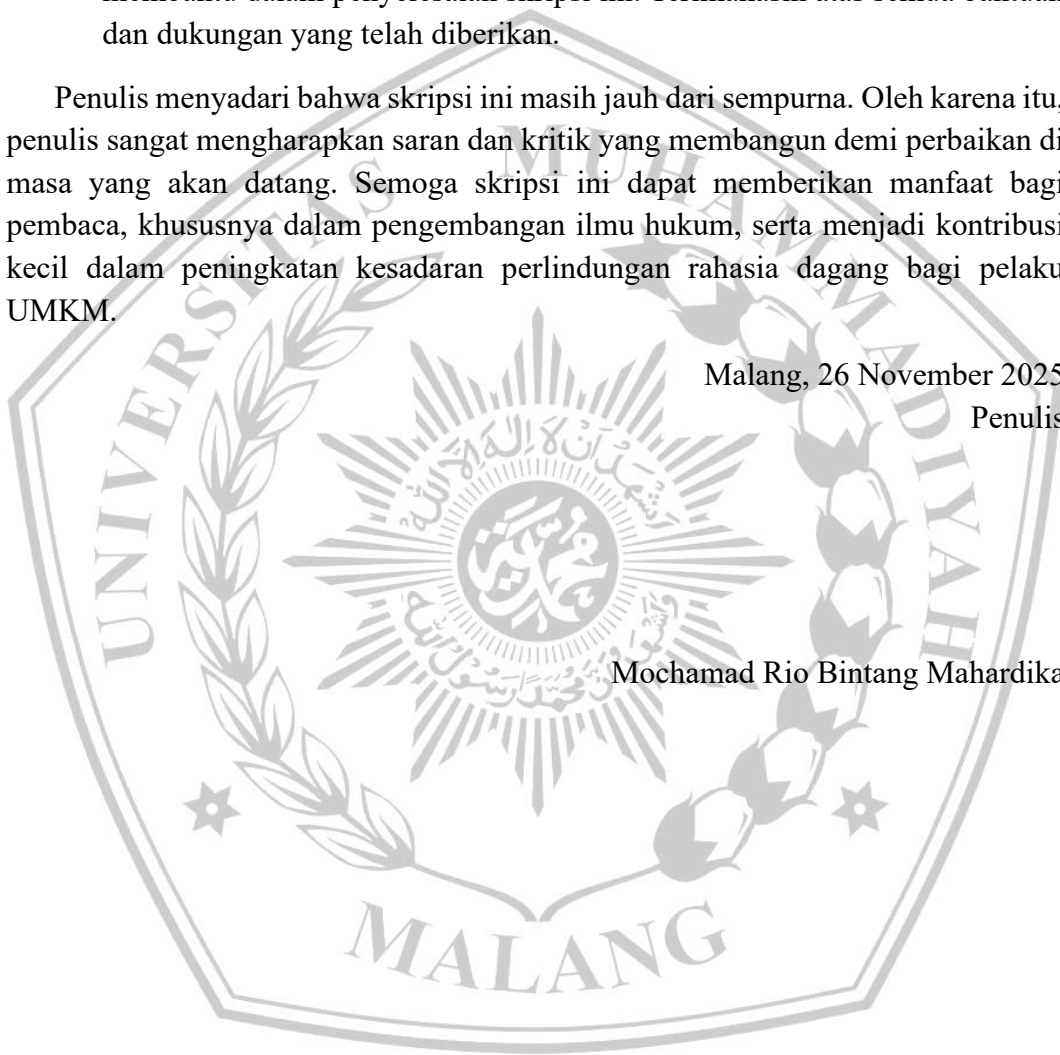 dan dukungan yang telah diberikan.
Penulis menyadari bahwa skripsi ini masih jauh dari sempurna. Oleh karena itu,
penulis sangat mengharapkan saran dan kritik yang membangun demi perbaikan di
masa yang akan datang. Semoga skripsi ini dapat memberikan manfaat bagi
pembaca, khususnya dalam pengembangan ilmu hukum, serta menjadi kontribusi
kecil dalam peningkatan kesadaran perlindungan rahasia dagang bagi pelaku
UMKM.
Malang, 26 November 2025
Penulis
Mochamad Rio Bintang Mahardika
UNIVERSITAS MUHAMMADIYAH
MALANG